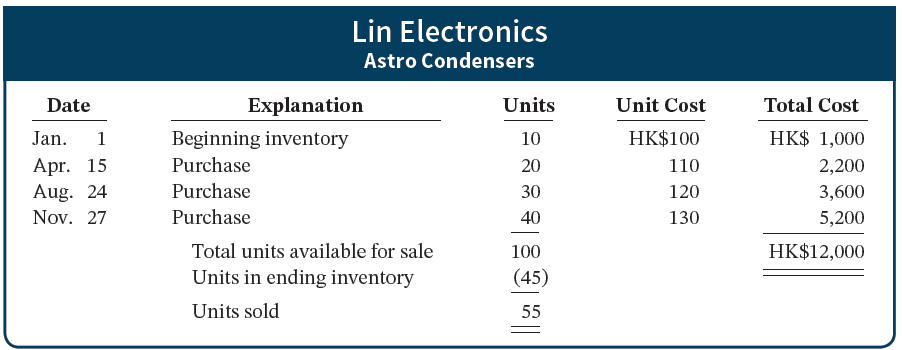 Lin Electronics
Astro Condensers
Date Explanation Units Unit Cost Total Cost
Jan. 1 Beginning inventory 10 HK$100 HK$ 1,000
Apr. 15 Purchase 20 110 2,200
Aug. 24 Purchase 30 120 3,600
Nov. 27 Purchase 40 130 5,200
Total units available for sale 100 HK$12,000
Units in ending inventory (45)
Units sold 55